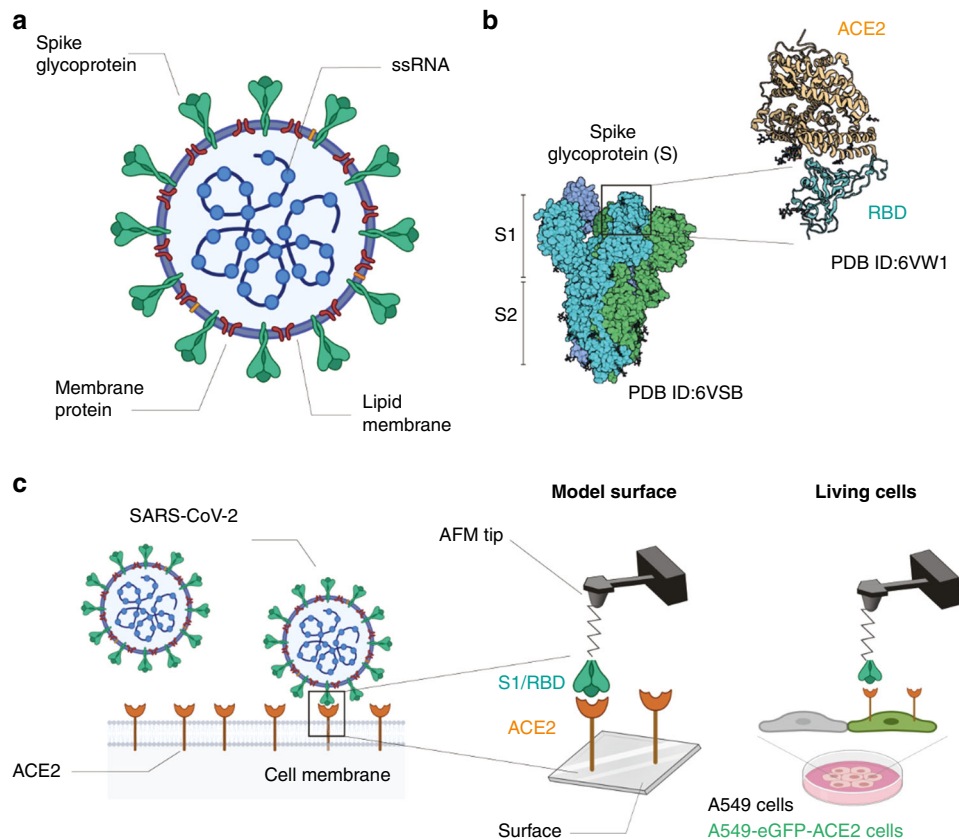 a
Spike
glycoprotein
ssRNA
Membrane
protein
Lipid
membrane
b
ACE2
Spike
glycoprotein (S)
S1
S2
RBD
PDB ID:6VW1
PDB ID:6VSB
c
SARS-CoV-2
ACE2
Cell membrane
Model surface
AFM tip
S1/RBD
ACE2
Surface
Living cells
A549 cells
A549-eGFP-ACE2 cells